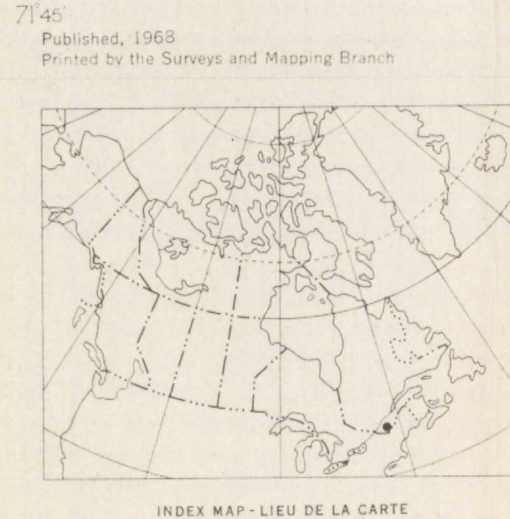 71°45'
Published, 1968
Printed by the Surveys and Mapping Branch
INDEX MAP - LIEU DE LA CARTE